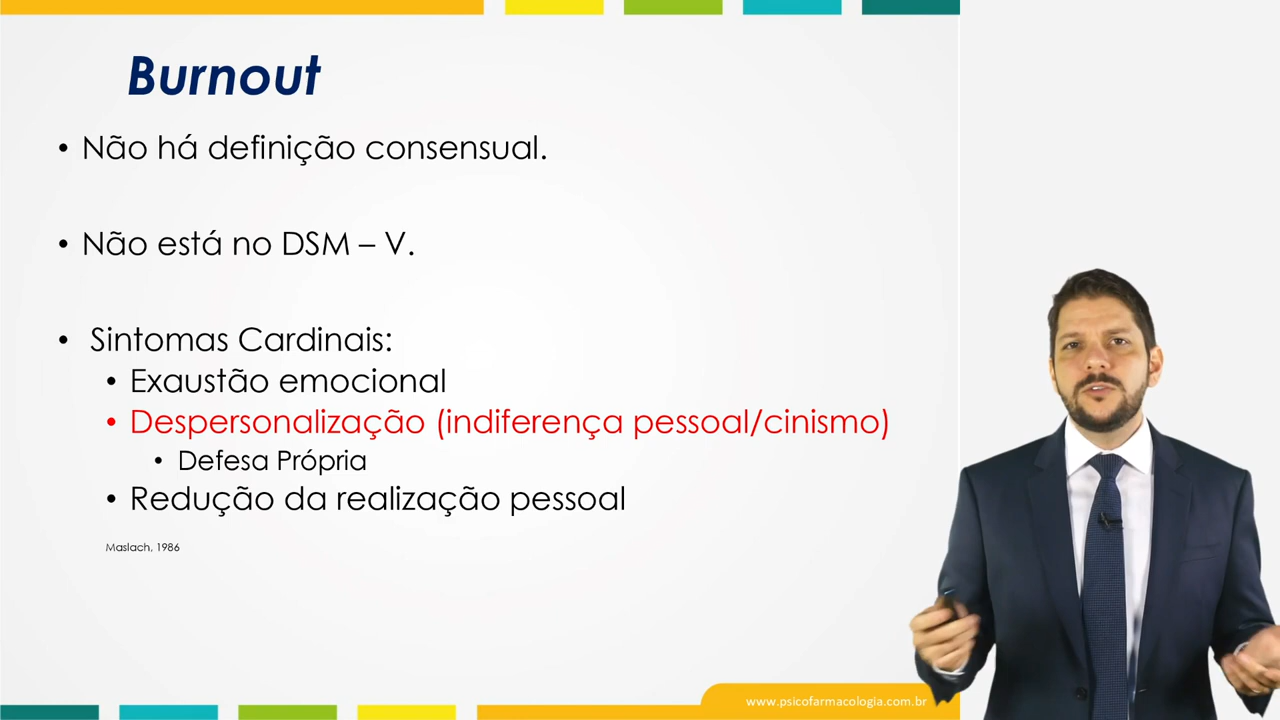 Burnout
• Não há definição consensual.
• Não está no DSM – V.
• Sintomas Cardinais:
• Exaustão emocional
• Despersonalização (indiferença pessoal/cinismo)
• Defesa Própria
• Redução da realização pessoal
Maslach, 1986
www.psicofarmacologia.com.br